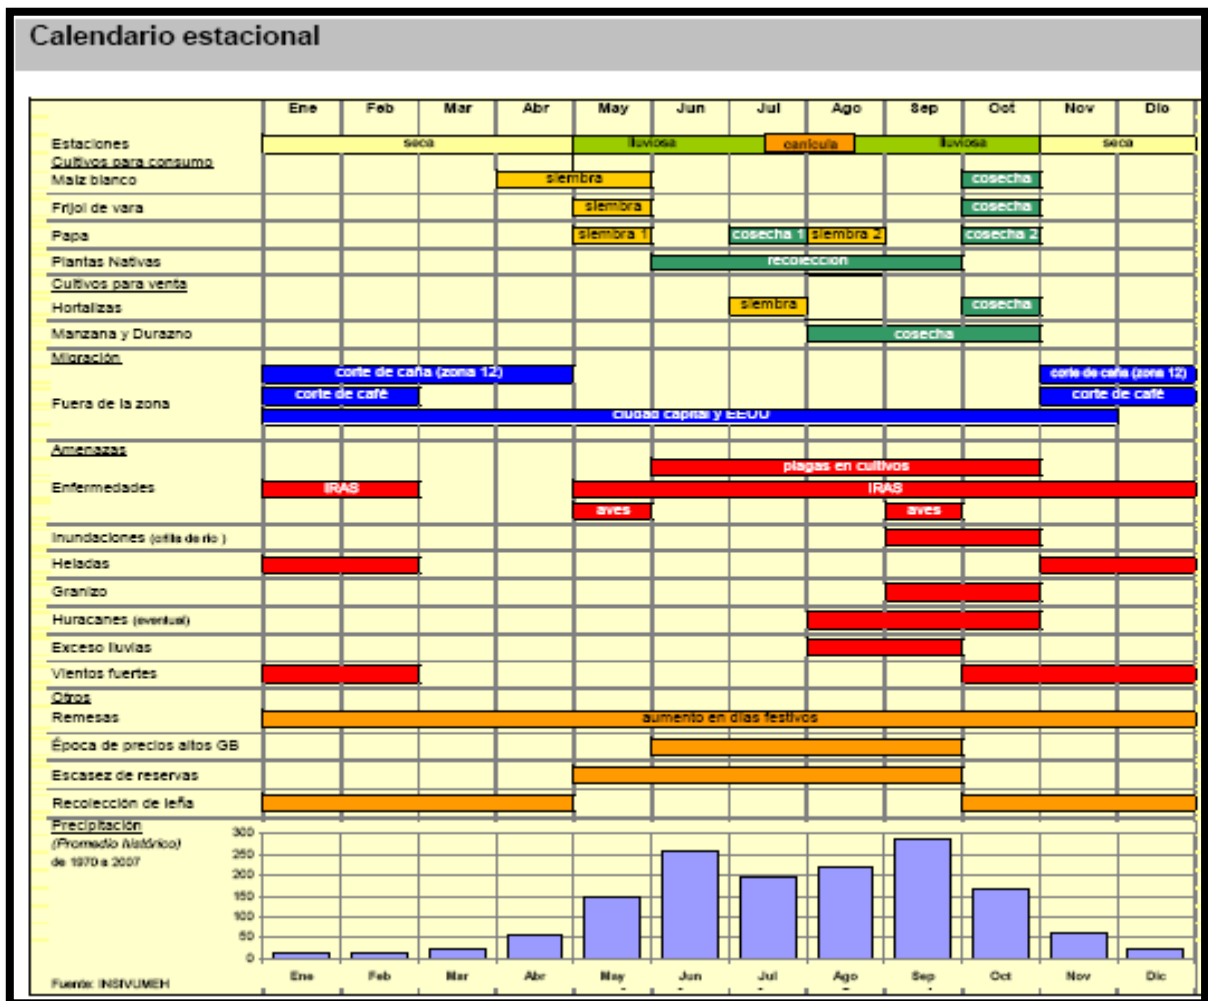 Calendario estacional
Ene Feb Mar Abr May Jun Jul Ago Sep Oct Nov Dic
Estaciones seca lluviosa canícula lluviosa seca
Cultivos para consumo
Maíz blanco siembra cosecha
Frijol de vara siembra cosecha
Papa siembra 1 cosecha 1 siembra 2 cosecha 2
Plantas Nativas recolección
Cultivos para venta
Hortalizas siembra cosecha
Manzana y Durazno cosecha
Migración
corte de caña (zona 12) corte de caña (zona 12)
corte de café corte de café
Fuera de la zona
ciudad capital y EEUU
Amenazas
plagas en cultivos
Enfermedades IRAS IRAS
aves aves
Inundaciones (orilla de río )
Heladas
Granizo
Huracanes (eventual)
Exceso lluvias
Vientos fuertes
Otros
Remesas aumento en días festivos
Época de precios altos GB
Escasez de reservas
Recolección de leña
Precipitación
(Promedio histórico)
de 1970 a 2007
300
250
200
150
100
50
0
Ene Feb Mar Abr May Jun Jul Ago Sep Oct Nov Dic
Fuente: INSIVUMEH